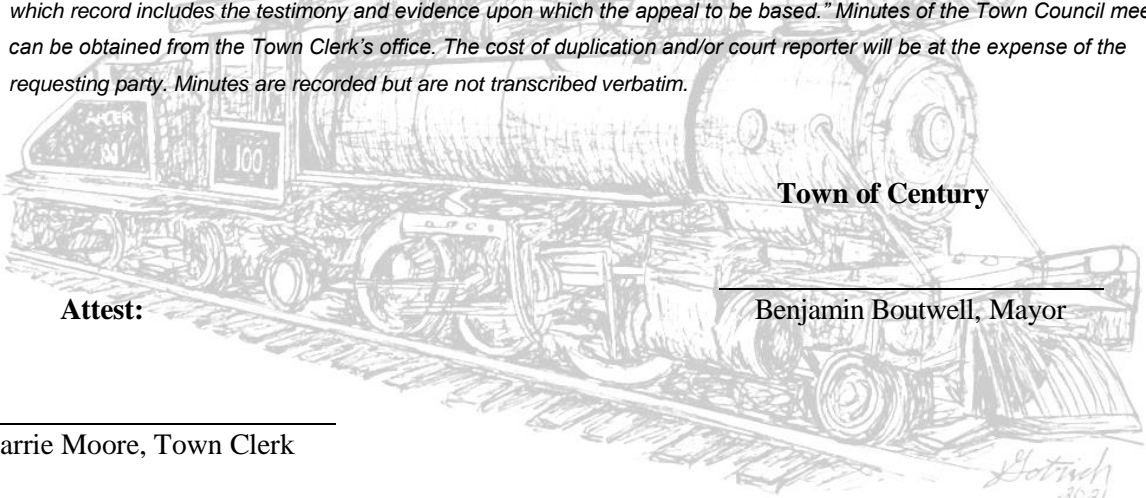 which record includes the testimony and evidence upon which the appeal to be based.” Minutes of the Town Council mee
can be obtained from the Town Clerk’s office. The cost of duplication and/or court reporter will be at the expense of the
requesting party. Minutes are recorded but are not transcribed verbatim.
100
Town of Century
Attest:
Benjamin Boutwell, Mayor
arrie Moore, Town Clerk
2021